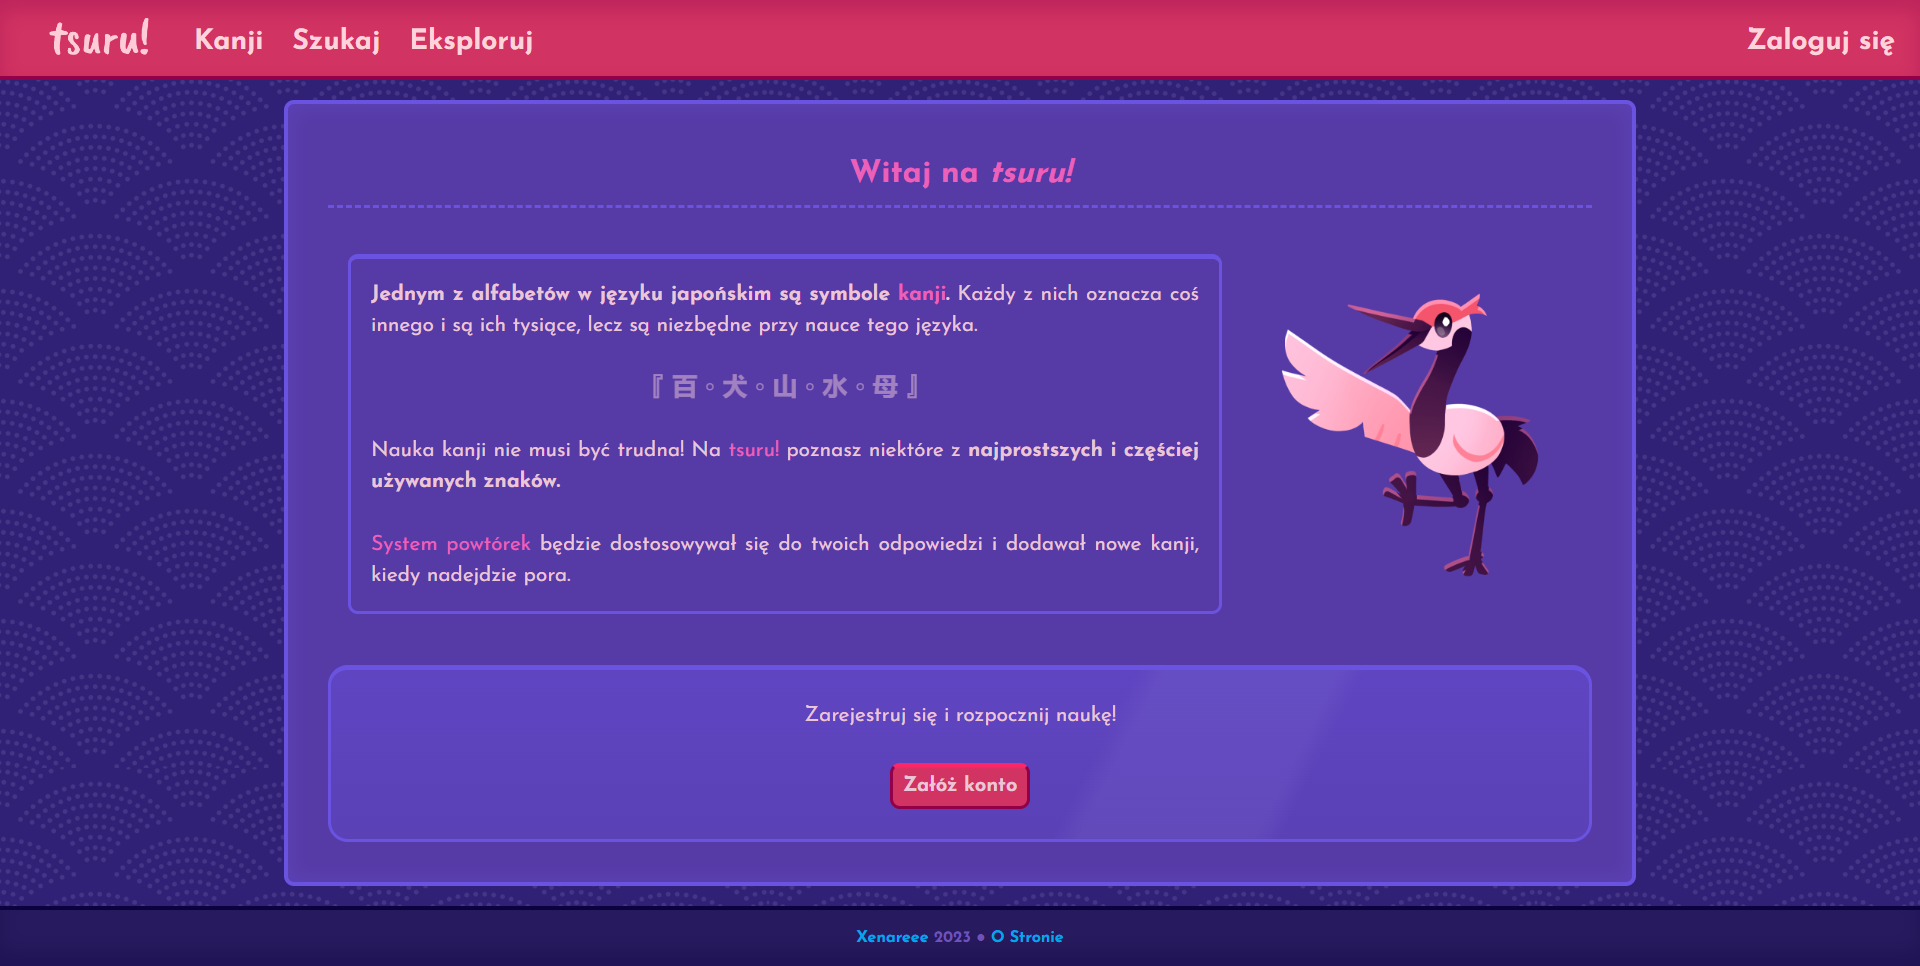 tsuru! Kanji Szukaj Eksploruj Zaloguj się
Witaj na tsuru!
Jednym z alfabetów w języku japońskim są symbole kanji. Każdy z nich oznacza coś
innego i są ich tysiące, lecz są niezbędne przy nauce tego języka.
『百◦犬◦山◦水◦母』
Nauka kanji nie musi być trudna! Na tsuru! poznasz niektóre z najprostszych i częściej
używanych znaków.
System powtórek będzie dostosowywał się do twoich odpowiedzi i dodawał nowe kanji,
kiedy nadejdzie pora.
Zarejestruj się i rozpocznij naukę!
Załóż konto
Xenareee 2023 ● O Stronie